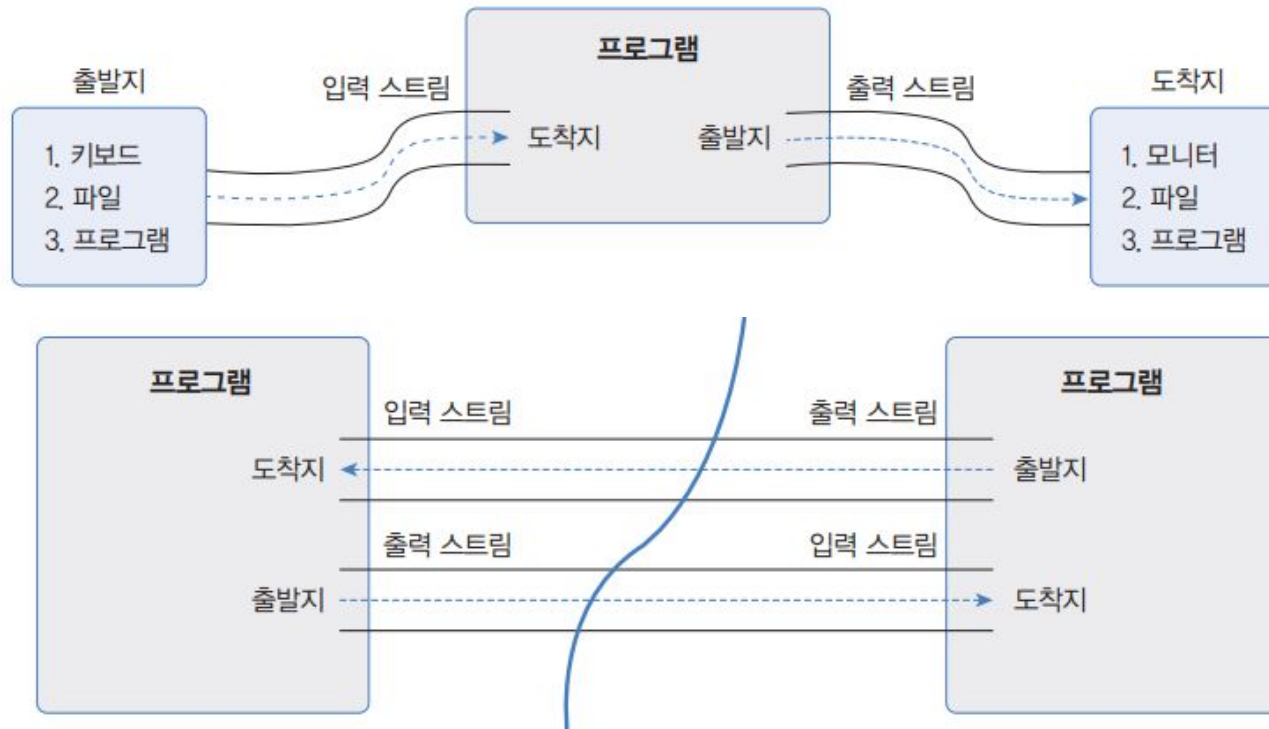 프로그램
출발지
입력 스트림
출력 스트림
도착지
1. 키보드
2. 파일
3. 프로그램
도착지
출발지
1. 모니터
2. 파일
3. 프로그램
프로그램
프로그램
입력 스트림
출력 스트림
도착지
출발지
출력 스트림
입력 스트림
출발지
도착지